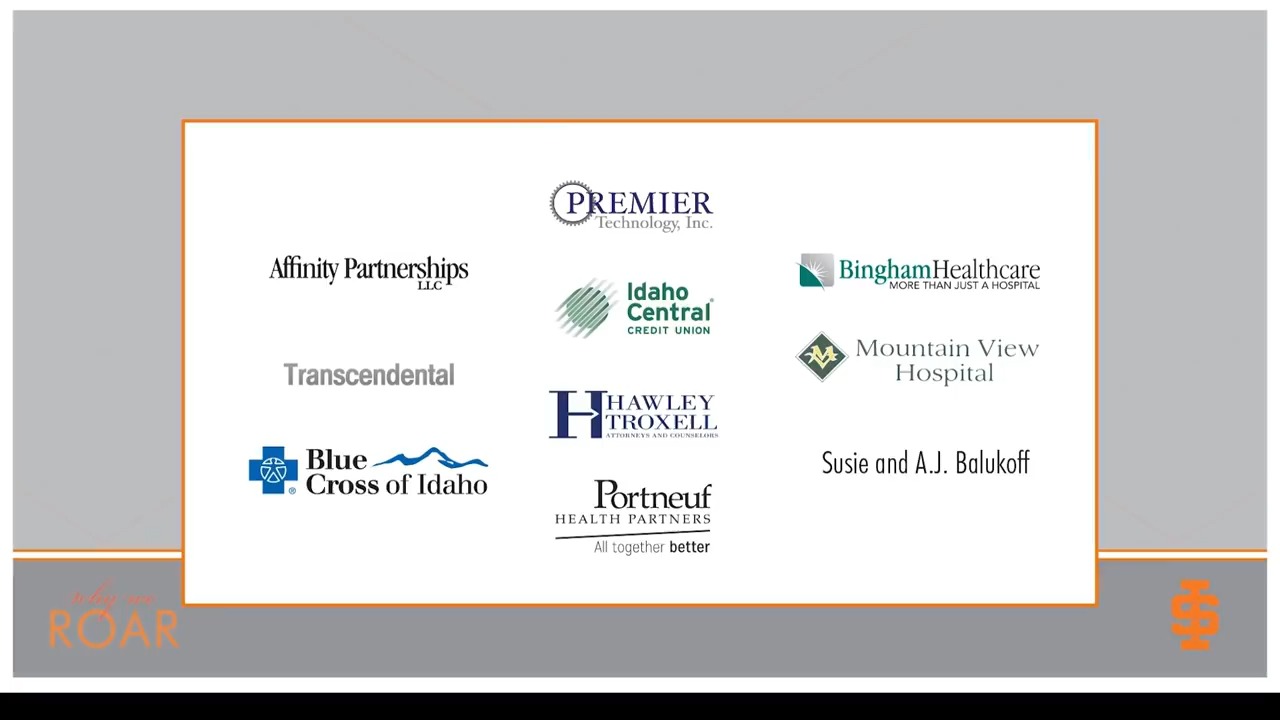 PREMIER
Technology, Inc.
Affinity Partnerships
LLC
Idaho
Central
CREDIT UNION
BinghamHealthcare
MORE THAN JUST A HOSPITAL
Transcendental
Mountain View
Hospital
HAWLEY
TROXELL
ATTORNEYS AND COUNSELORS
Blue
Cross of Idaho
Susie and A.J. Balukoff
Portneuf
HEALTH PARTNERS
All together better
ROAR